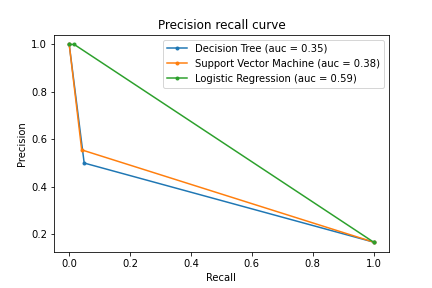 Precision recall curve
Decision Tree (auc = 0.35)
Support Vector Machine (auc = 0.38)
Logistic Regression (auc = 0.59)
Precision
1.0
0.8
0.6
0.4
0.2
0.0 0.2 0.4 0.6 0.8 1.0
Recall